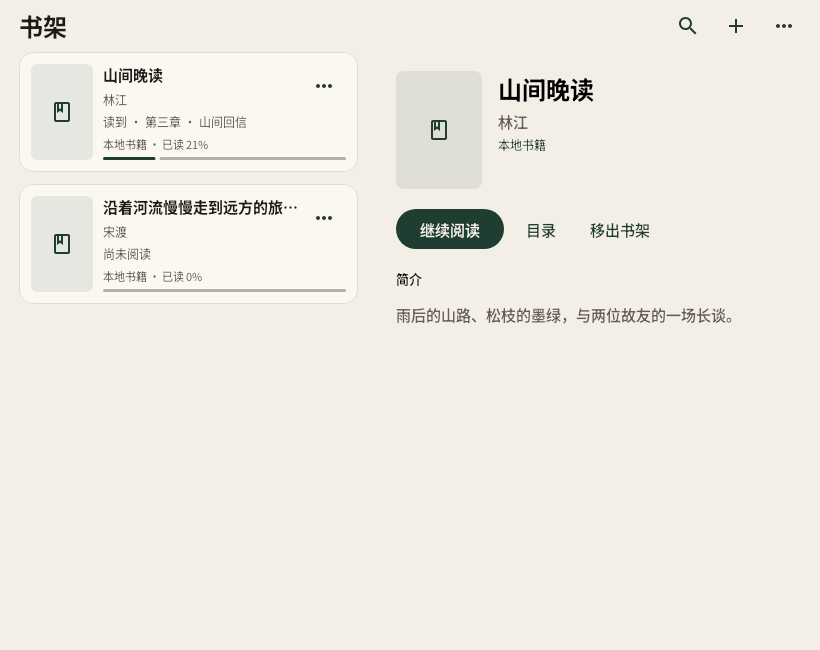 书架
山间晚读
林江
读到 · 第三章 · 山间回信
本地书籍 · 已读 21%
沿着河流慢慢走到远方的旅…
宋渡
尚未阅读
本地书籍 · 已读 0%
山间晚读
林江
本地书籍
继续阅读 目录 移出书架
简介
雨后的山路、松枝的墨绿，与两位故友的一场长谈。